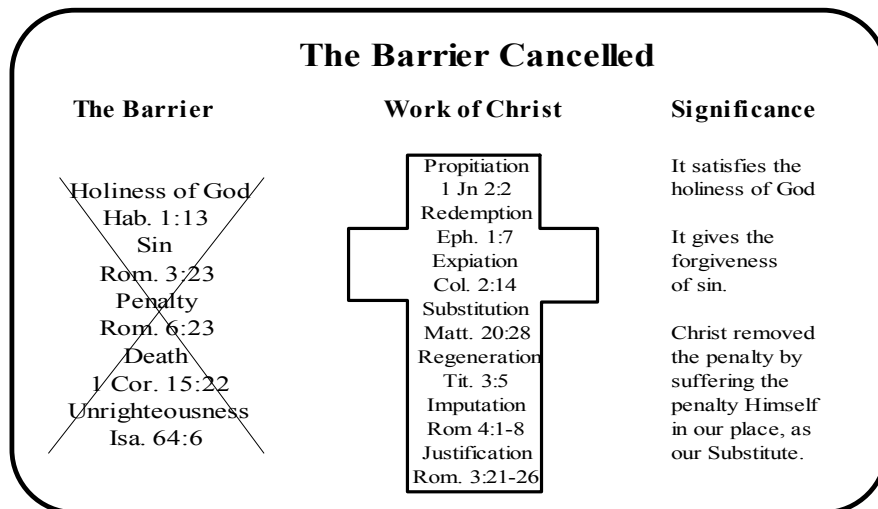 The Barrier Cancelled
The Barrier
Holiness of God
Hab. 1:13
Sin
Rom. 3:23
Penalty
Rom. 6:23
Death
1 Cor. 15:22
Unrighteousness
Isa. 64:6
Work of Christ
Propitiation
1 Jn 2:2
Redemption
Eph. 1:7
Expiation
Col. 2:14
Substitution
Matt. 20:28
Regeneration
Tit. 3:5
Imputation
Rom 4:1-8
Justification
Rom. 3:21-26
Significance
It satisfies the
holiness of God
It gives the
forgiveness
of sin.
Christ removed
the penalty by
suffering the
penalty Himself
in our place, as
our Substitute.